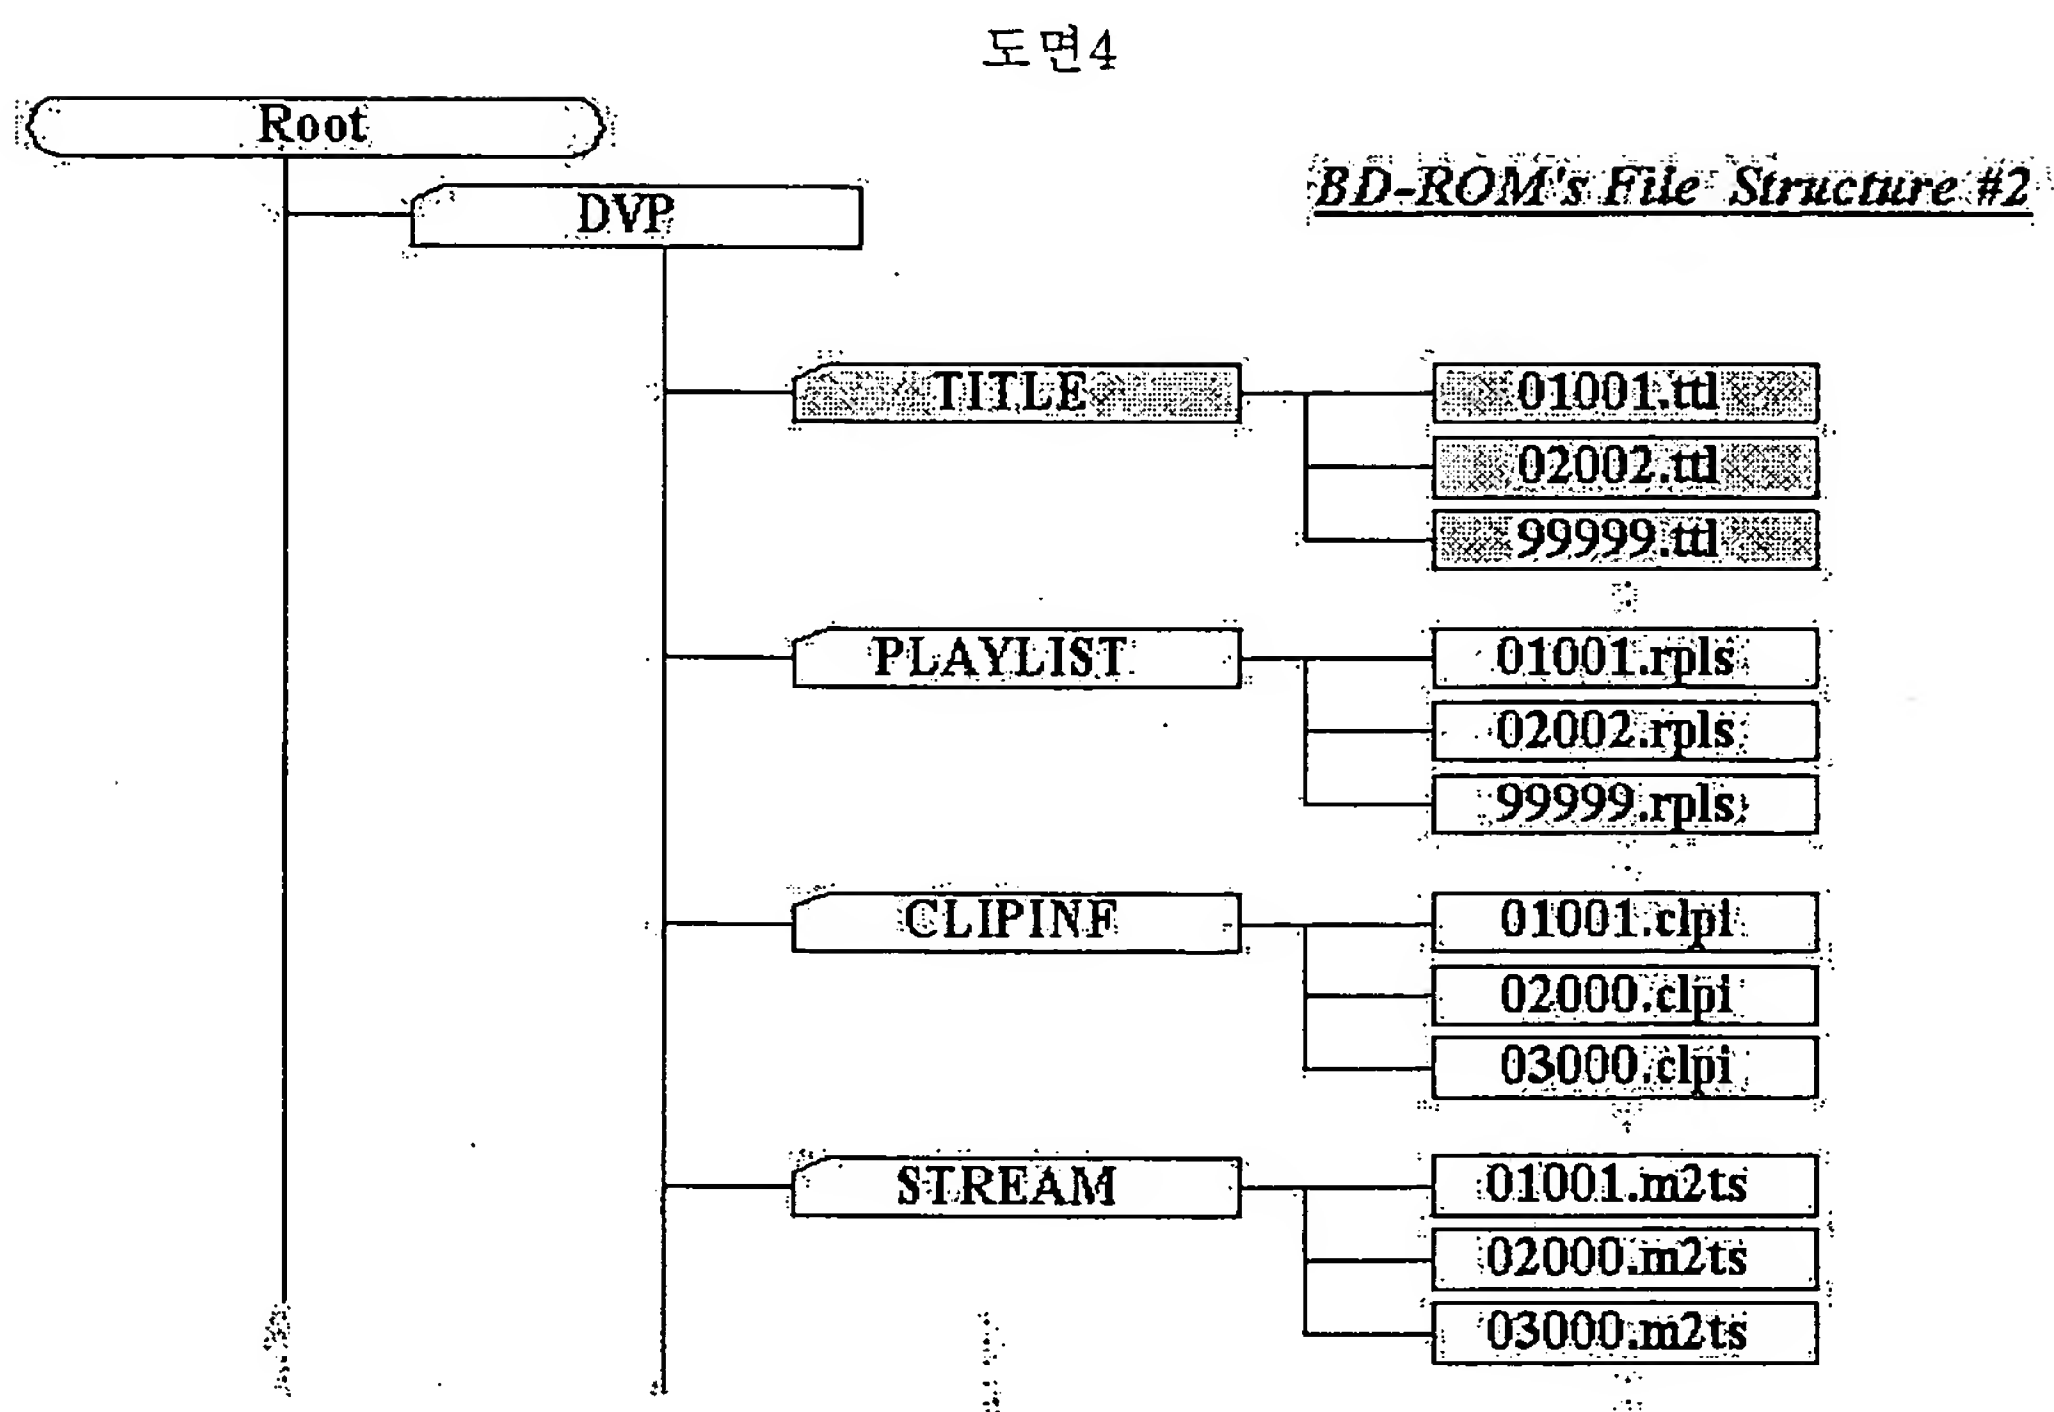 도면4
Root
DVP
BD-ROM's File Structure #2
TITLE
01001.ttl
02002.ttl
99999.ttl
PLAYLIST
01001.rpls
02002.rpls
99999.rpls
CLIPINF
01001.clpi
02000.clpi
03000.clpi
STREAM
01001.m2ts
02000.m2ts
03000.m2ts